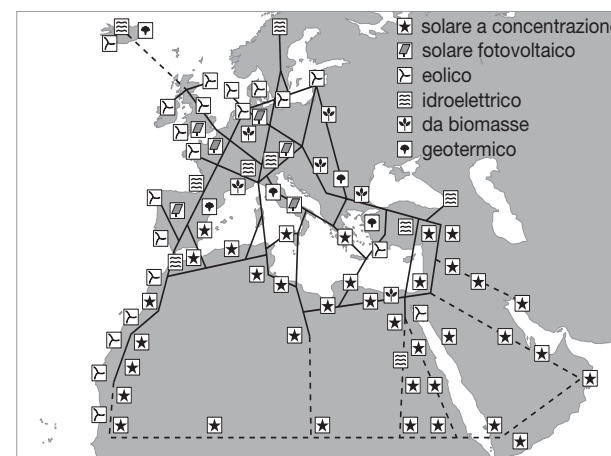 solare a concentrazione
solare fotovoltaico
eolico
idroelettrico
da biomasse
geotermico